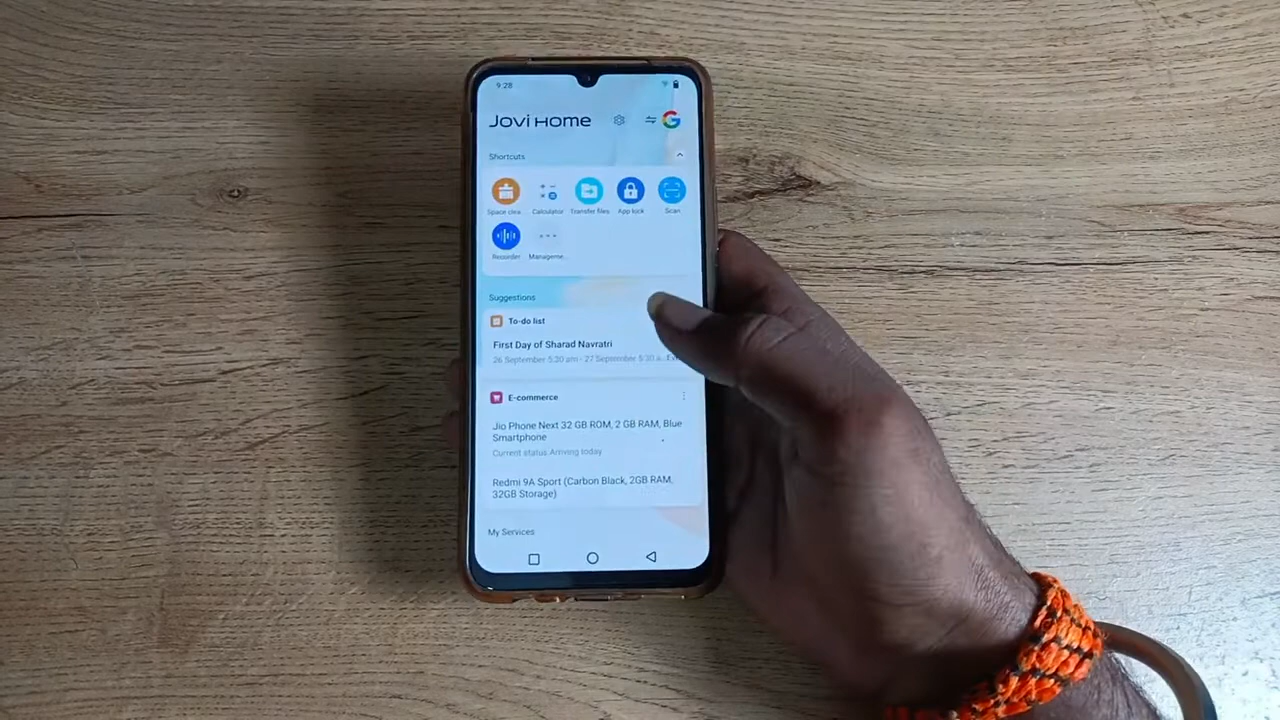 9:28
Jovi Home
Shortcuts
Space clea...
Calculator
Transfer files
App lock
Scan
Recorder
Manageme...
Suggestions
To-do list
First Day of Sharad Navratri
26 September 5:30 am - 27 September 5:30 a..
E-commerce
Jio Phone Next 32 GB ROM, 2 GB RAM, Blue
Smartphone
Current status:Arriving today
Redmi 9A Sport (Carbon Black, 2GB RAM,
32GB Storage)
My Services